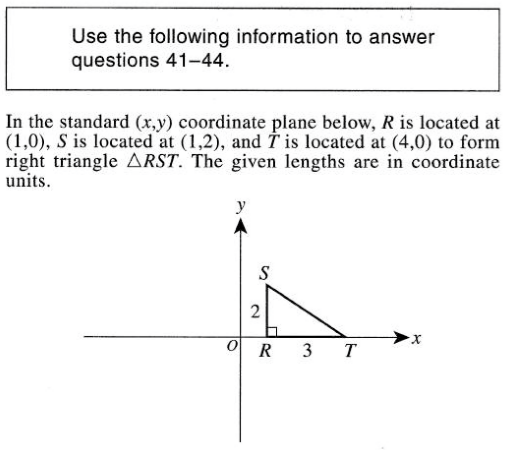 Use the following information to answer
questions 41–44.
In the standard (x,y) coordinate plane below, R is located at
(1,0), S is located at (1,2), and T is located at (4,0) to form
right triangle △RST. The given lengths are in coordinate
units.
y
S
2
O R 3 T x